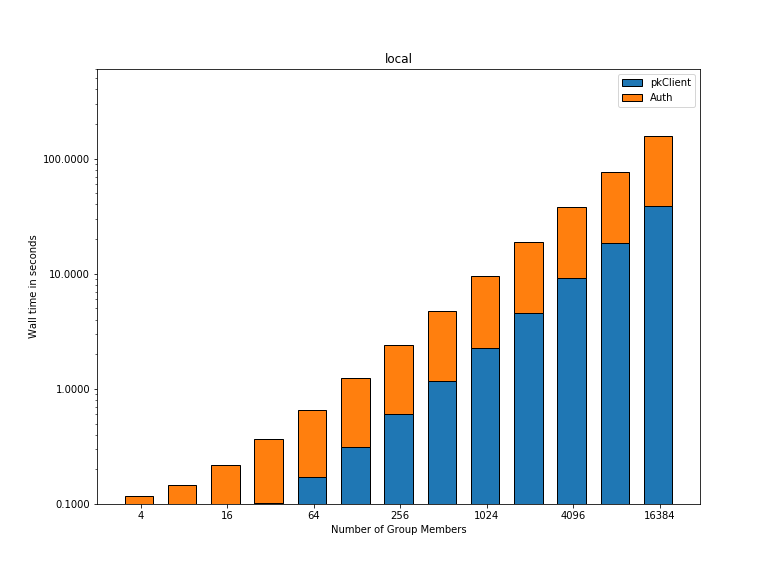 local
pkClient
Auth
100.0000
10.0000
1.0000
0.1000
Wall time in seconds
4
16
64
256
1024
4096
16384
Number of Group Members